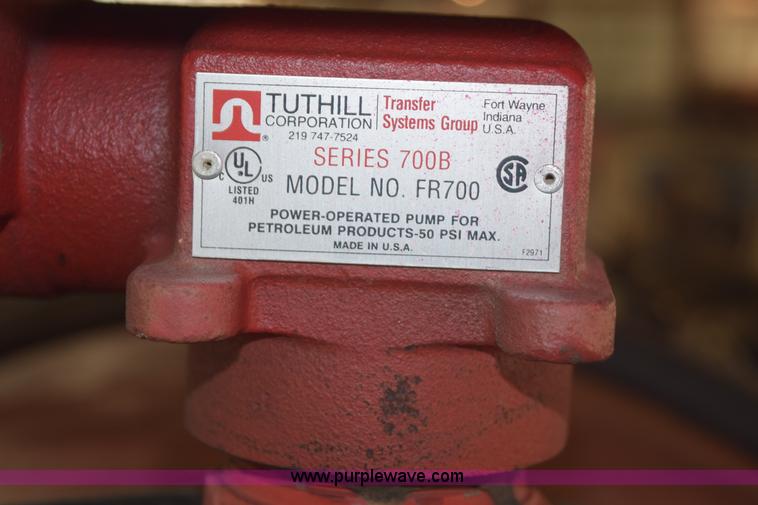 TUTHILL
CORPORATION
219 747-7524
Transfer
Systems Group
Fort Wayne
Indiana
U.S.A.
SERIES 700B
C UL US
®
LISTED
401H
MODEL NO. FR700
SA
POWER-OPERATED PUMP FOR
PETROLEUM PRODUCTS-50 PSI MAX.
MADE IN U.S.A.
F2971
www.purplewave.com